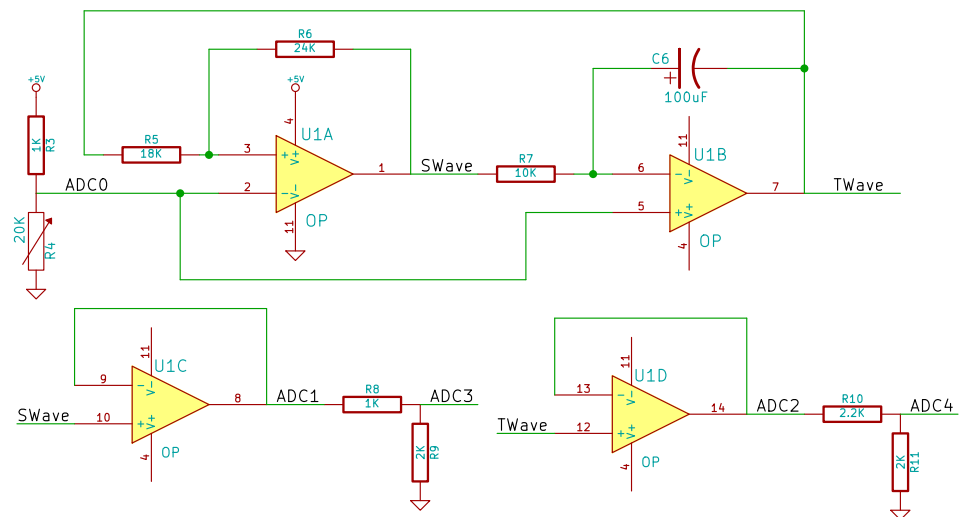 R6
24K
C6
+
100uF
+5V
+5V
1K
R3
4
U1A
R5
18K
3
+
V+
1
SWave
R7
10K
11
U1B
6
-
V-
7
TWave
ADC0
2
-
V-
5
+
V+
20K
R4
11
OP
4
OP
11
U1C
9
-
V-
8
ADC1
R8
1K
ADC3
SWave
10
+
V+
4
OP
2K
R9
11
U1D
13
-
V-
14
ADC2
R10
2.2K
ADC4
TWave
12
+
V+
4
OP
2K
R11